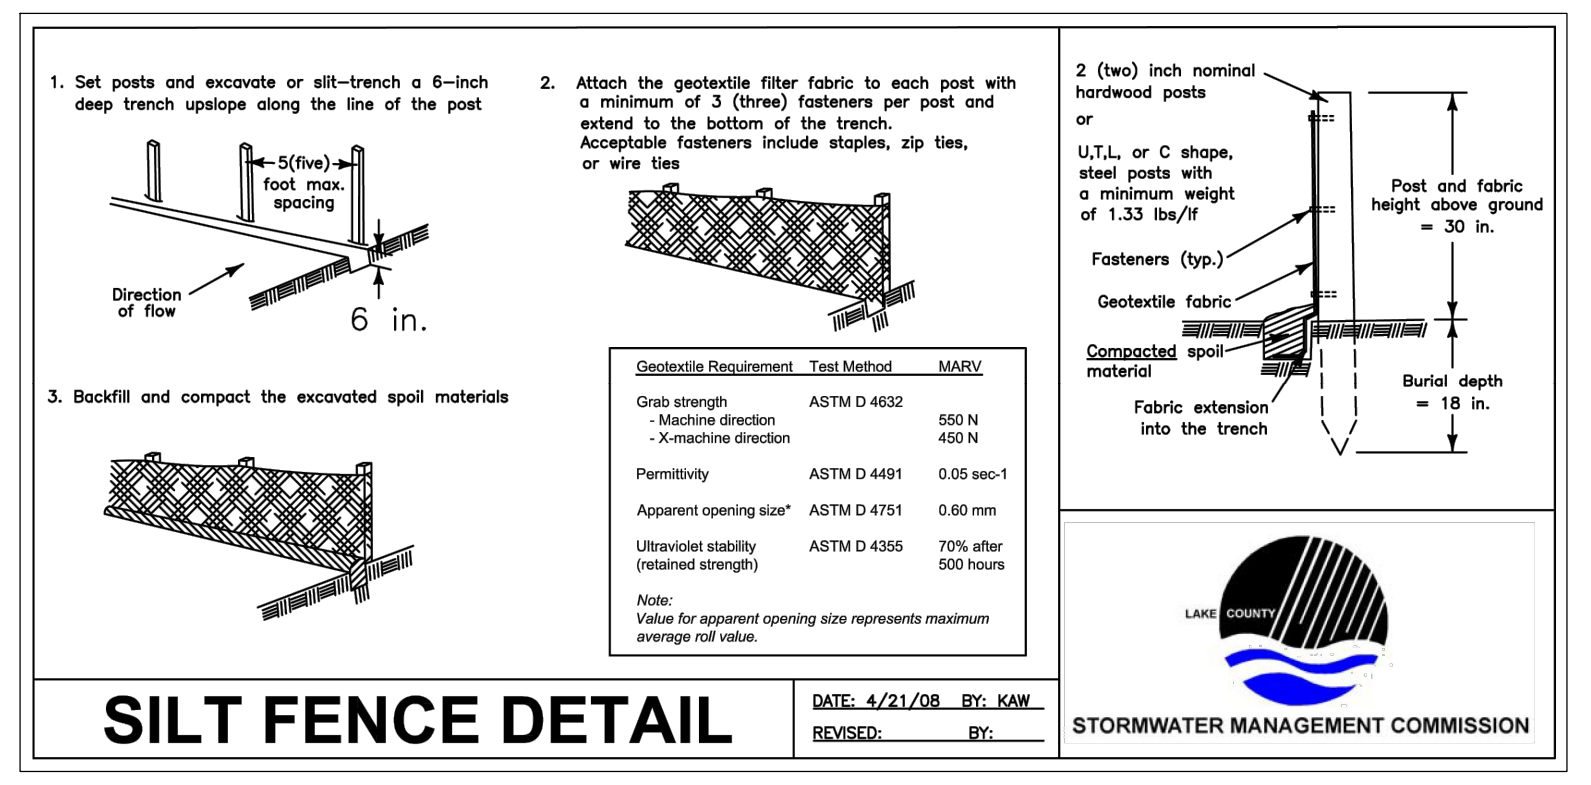 1. Set posts and excavate or slit-trench a 6-inch
deep trench upslope along the line of the post
5(five)
foot max.
spacing
Direction
of flow
6 in.
2. Attach the geotextile filter fabric to each post with
a minimum of 3 (three) fasteners per post and
extend to the bottom of the trench.
Acceptable fasteners include staples, zip ties,
or wire ties
3. Backfill and compact the excavated spoil materials
Geotextile Requirement Test Method MARV
Grab strength ASTM D 4632
- Machine direction 550 N
- X-machine direction 450 N
Permittivity ASTM D 4491 0.05 sec-1
Apparent opening size* ASTM D 4751 0.60 mm
Ultraviolet stability ASTM D 4355 70% after
(retained strength) 500 hours
Note:
Value for apparent opening size represents maximum
average roll value.
2 (two) inch nominal
hardwood posts
or
U,T,L, or C shape,
steel posts with
a minimum weight
of 1.33 lbs/lf
Fasteners (typ.)
Geotextile fabric
Compacted spoil
material
Fabric extension
into the trench
Post and fabric
height above ground
= 30 in.
Burial depth
= 18 in.
SILT FENCE DETAIL
DATE: 4/21/08 BY: KAW
REVISED: BY:
LAKE COUNTY
STORMWATER MANAGEMENT COMMISSION